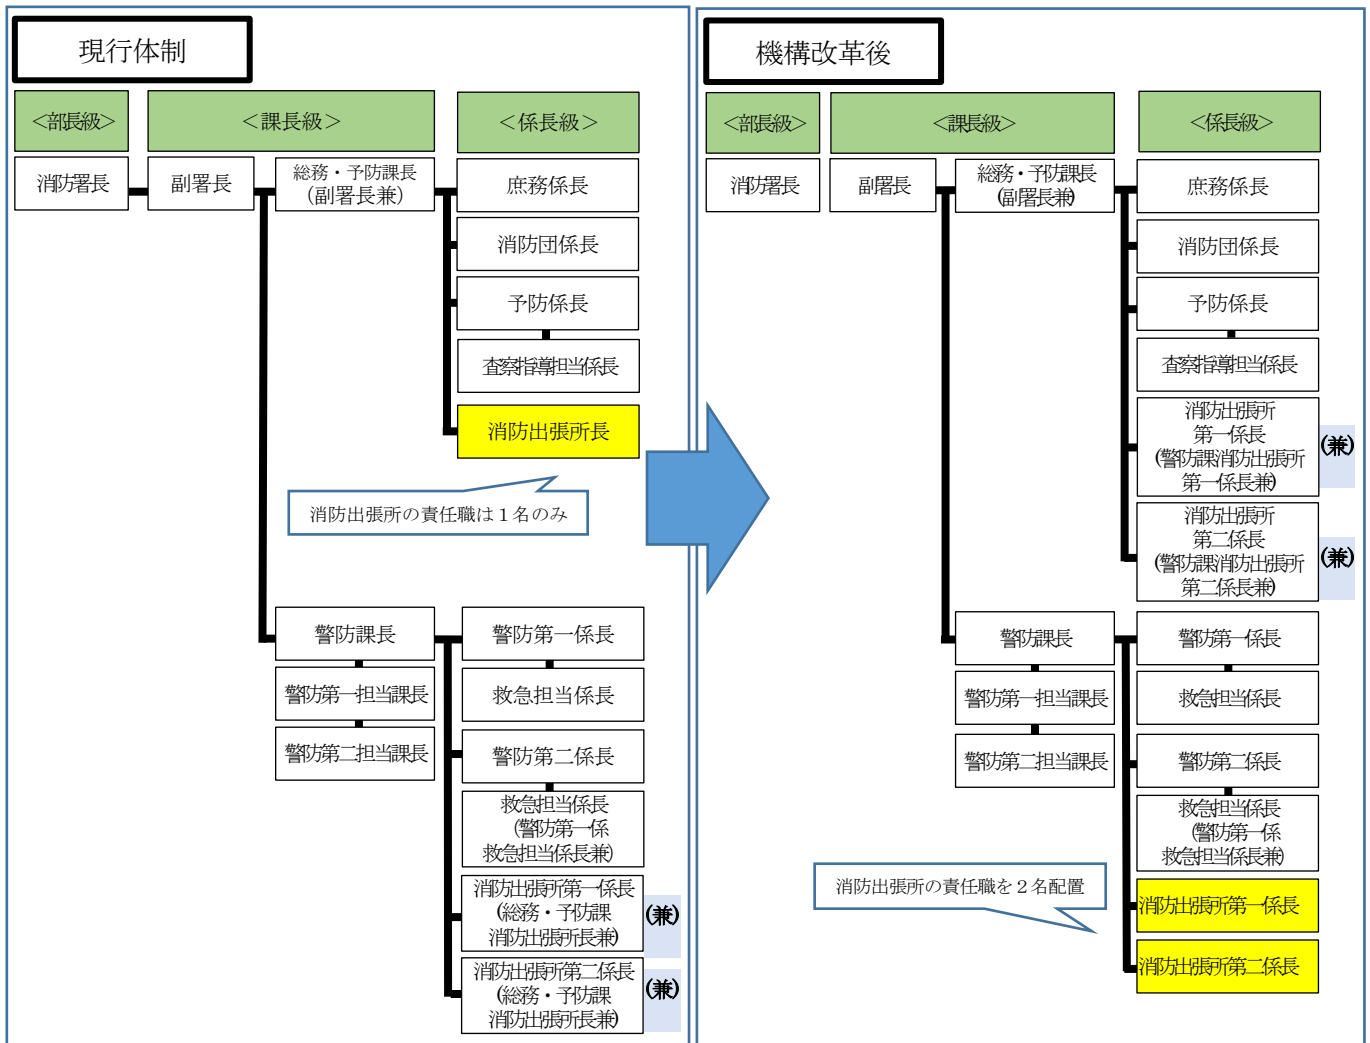 現行体制
＜部長級＞
＜課長級＞
＜係長級＞
消防署長
副署長
総務・予防課長
（副署長兼）
庶務係長
消防団係長
予防係長
査察指導担当係長
消防出張所長
消防出張所の責任職は１名のみ
警防課長
警防第一担当課長
警防第二担当課長
警防第一係長
救急担当係長
警防第二係長
救急担当係長
(警防第一係
救急担当係長兼)
消防出張所第一係長
(総務・予防課
消防出張所長兼)
(兼)
消防出張所第二係長
(総務・予防課
消防出張所長兼)
(兼)
機構改革後
＜部長級＞
＜課長級＞
＜係長級＞
消防署長
副署長
総務・予防課長
(副署長兼)
庶務係長
消防団係長
予防係長
査察指導担当係長
消防出張所
第一係長
(警防課消防出張所
第一係長兼)
(兼)
消防出張所
第二係長
(警防課消防出張所
第二係長兼)
(兼)
警防課長
警防第一担当課長
警防第二担当課長
警防第一係長
救急担当係長
警防第二係長
救急担当係長
(警防第一係
救急担当係長兼)
消防出張所の責任職を２名配置
消防出張所第一係長
消防出張所第二係長